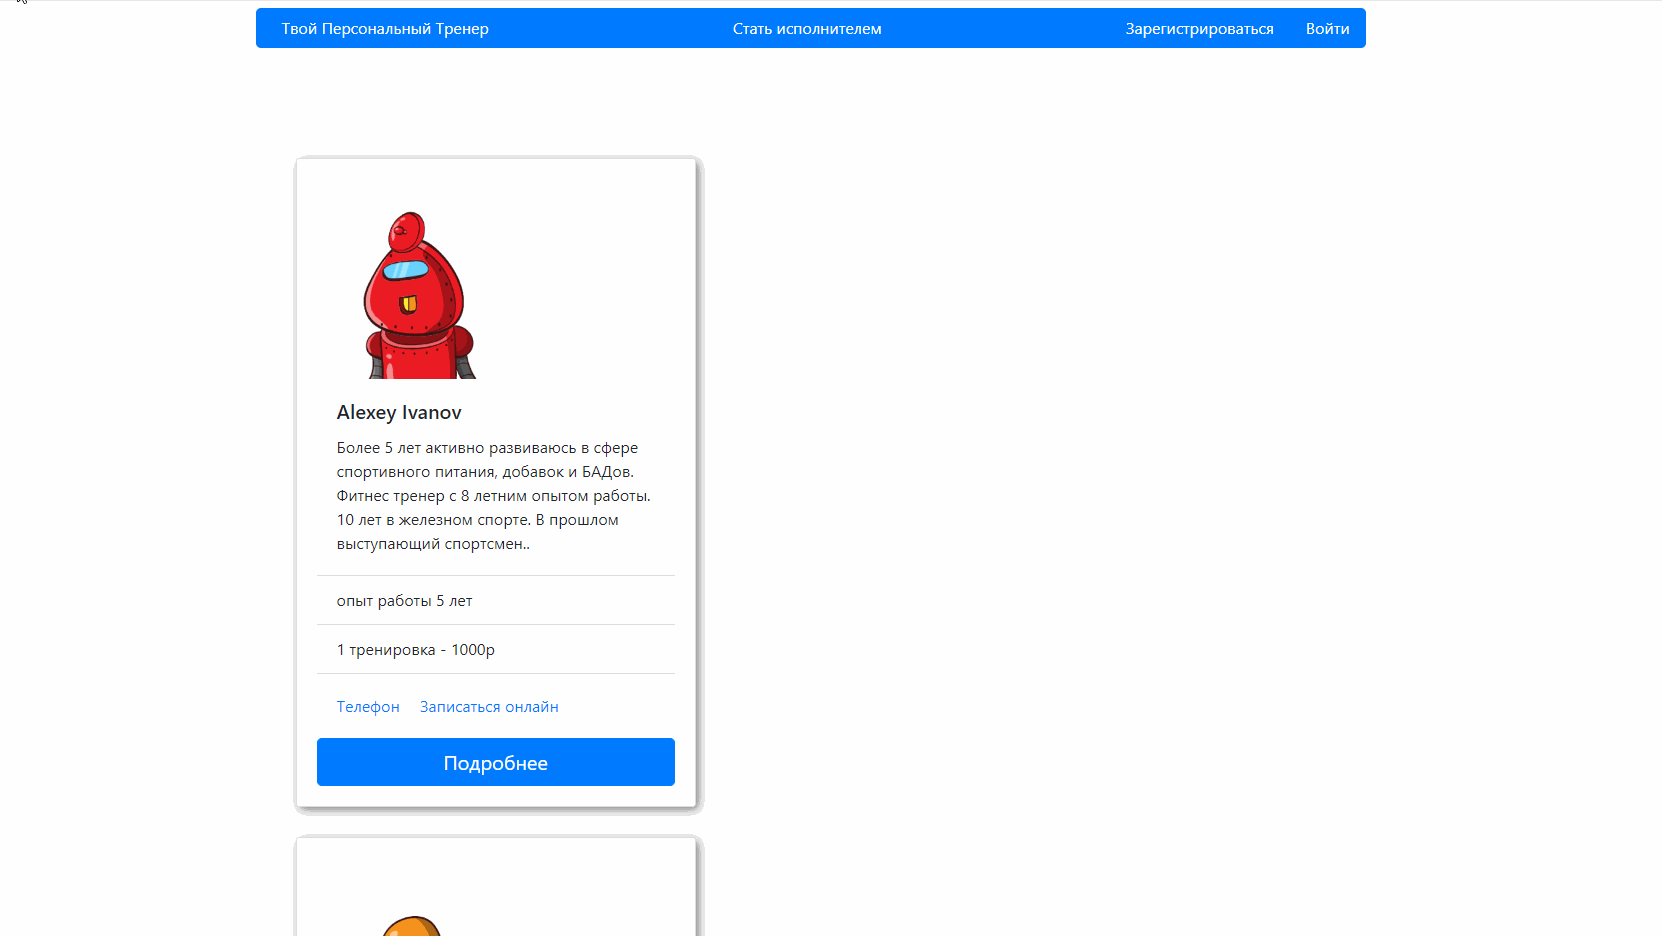 Твой Персональный Тренер
Стать исполнителем
Зарегистрироваться
Войти
Alexey Ivanov
Более 5 лет активно развиваюсь в сфере
спортивного питания, добавок и БАДов.
Фитнес тренер с 8 летним опытом работы.
10 лет в железном спорте. В прошлом
выступающий спортсмен..
опыт работы 5 лет
1 тренировка - 1000р
Телефон
Записаться онлайн
Подробнее